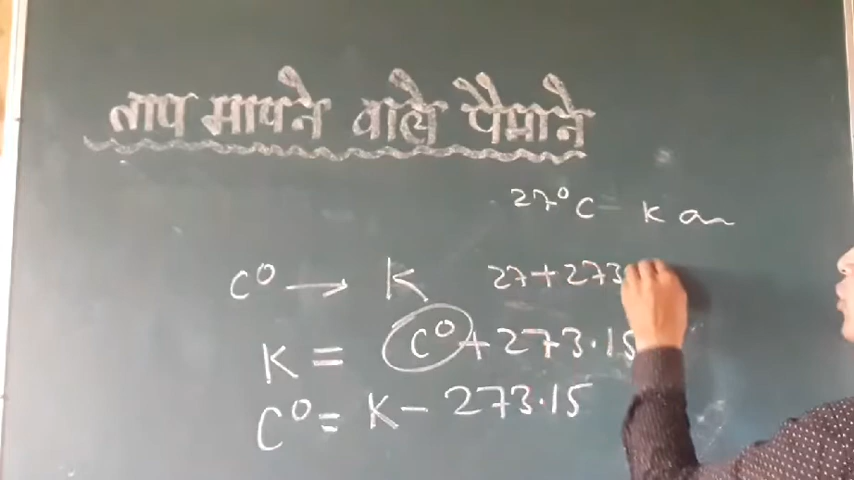 ताप मापने वाले पैमाने
27°C = K
C° → K
27+273
K = C°+273.15
C°= K-273.15